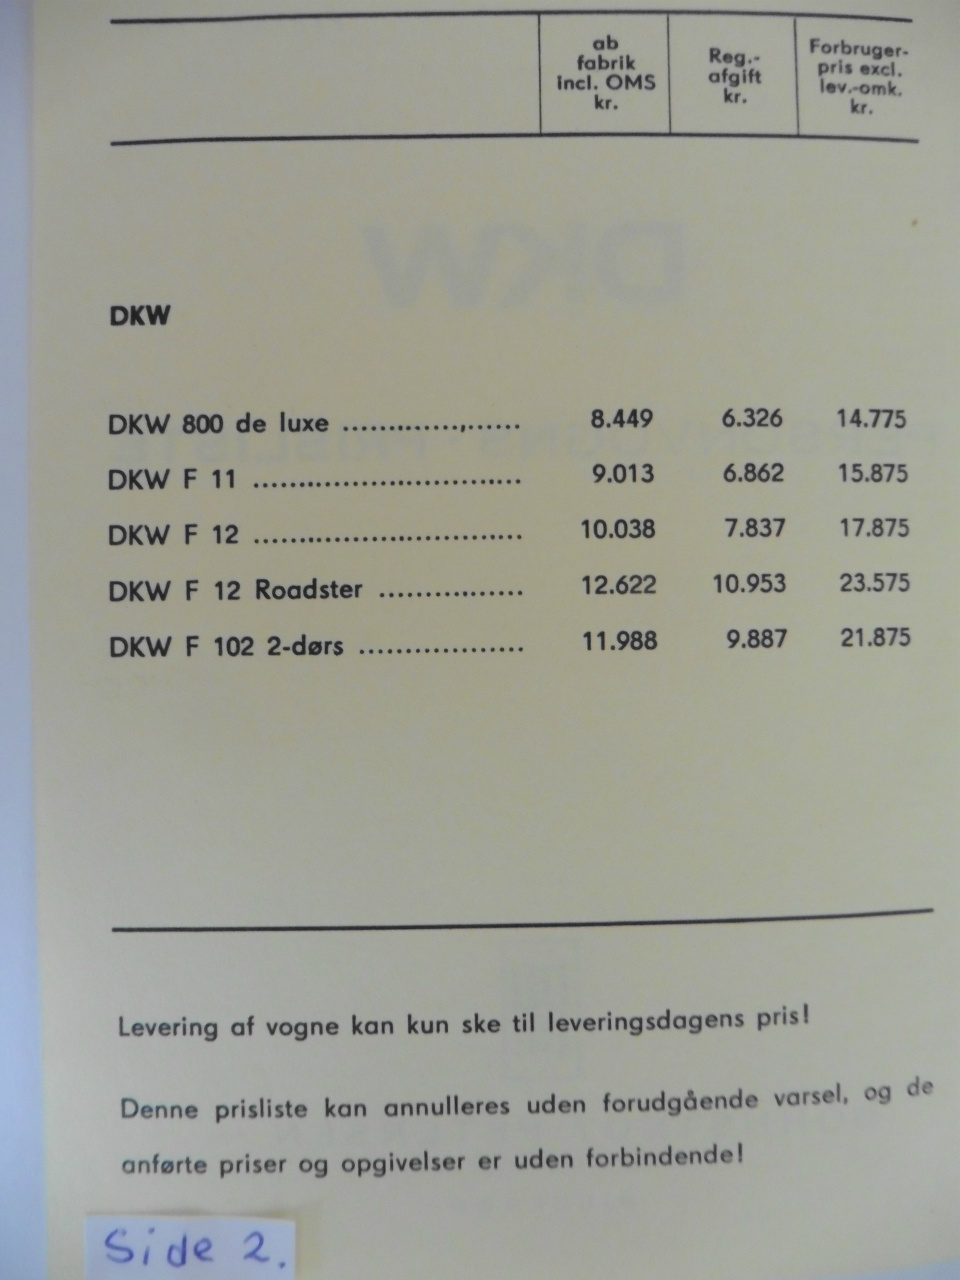 ab
fabrik
incl. OMS
kr.
Reg.-
afgift
kr.
Forbruger-
pris excl.
lev.-omk.
kr.
DKW
DKW
DKW 800 de luxe .................... 8.449 6.326 14.775
DKW F 11 .................................. 9.013 6.862 15.875
DKW F 12 .................................. 10.038 7.837 17.875
DKW F 12 Roadster .................. 12.622 10.953 23.575
DKW F 102 2-dørs ..................... 11.988 9.887 21.875
Levering af vogne kan kun ske til leveringsdagens pris!
Denne prisliste kan annulleres uden forudgående varsel, og de
anførte priser og opgivelser er uden forbindende!
Side 2.